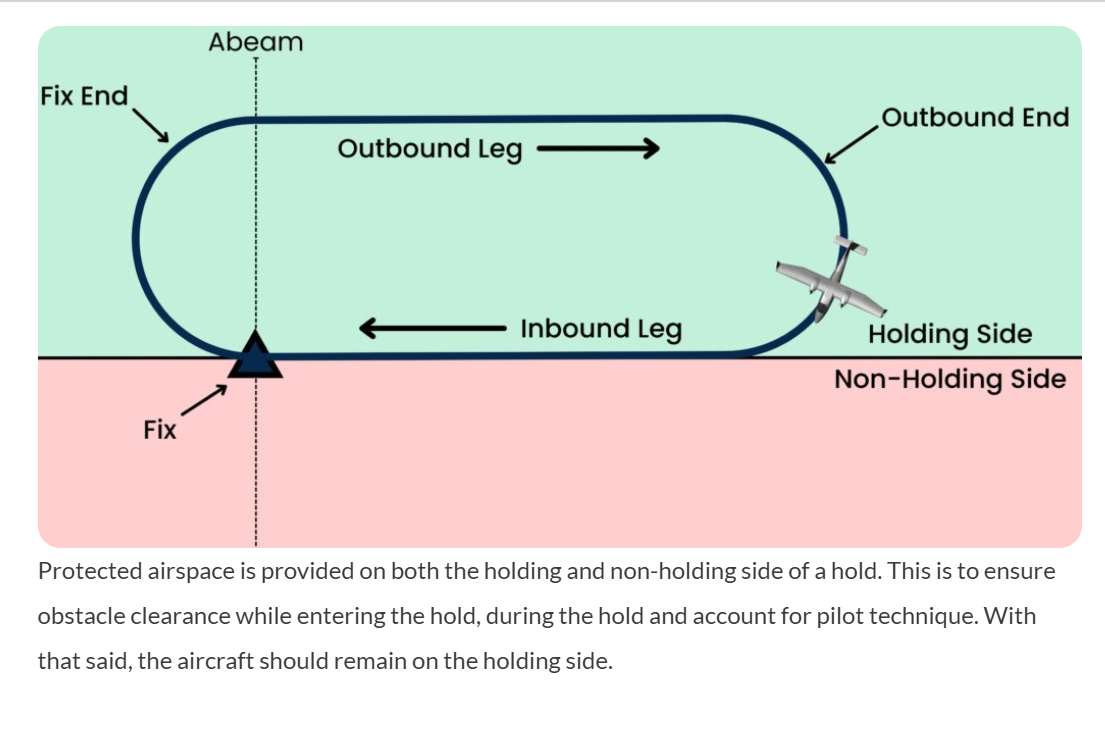 Abeam
Fix End
Outbound End
Outbound Leg
Inbound Leg
Holding Side
Non-Holding Side
Fix
Protected airspace is provided on both the holding and non-holding side of a hold. This is to ensure
obstacle clearance while entering the hold, during the hold and account for pilot technique. With
that said, the aircraft should remain on the holding side.